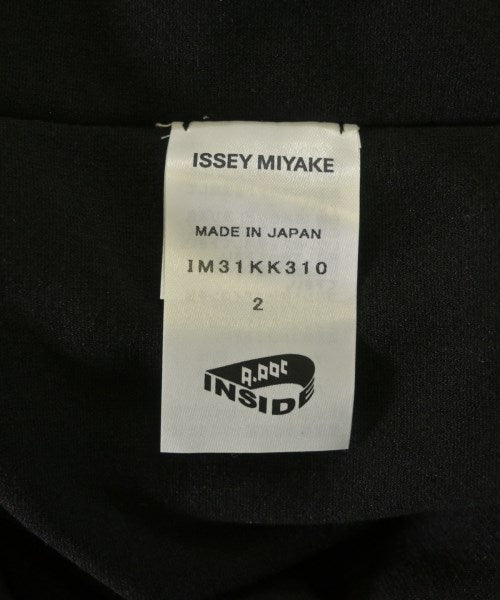 ISSEY MIYAKE
MADE IN JAPAN
IM31KK310
2
A.POC
INSIDE